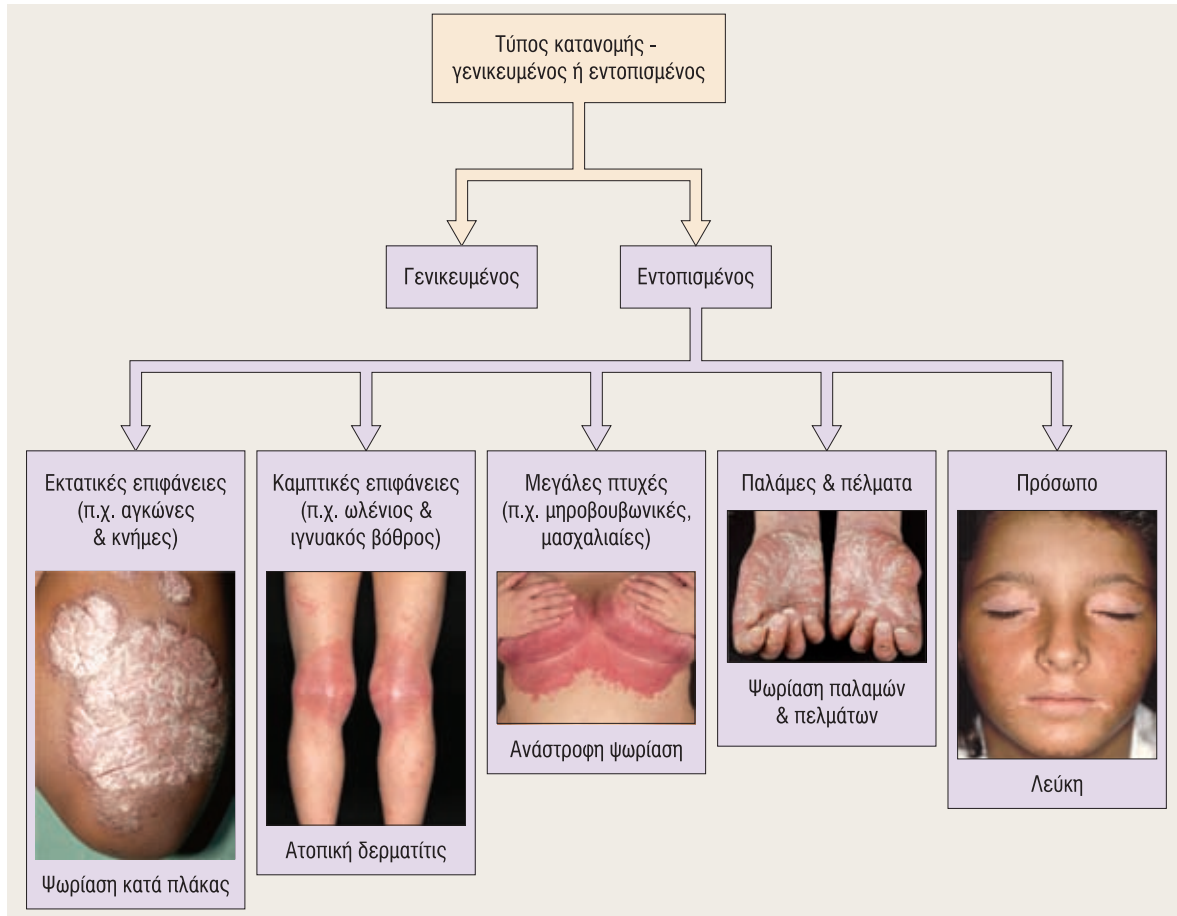 Τύπος κατανομής -
γενικευμένος ή εντοπισμένος
Γενικευμένος
Εντοπισμένος
Εκτατικές επιφάνειες
(π.χ. αγκώνες
& κνήμες)
Ψωρίαση κατά πλάκας
Καμπτικές επιφάνειες
(π.χ. ωλένιος &
ιγνυακός βόθρος)
Ατοπική δερματίτις
Μεγάλες πτυχές
(π.χ. μηροβουβωνικές,
μασχαλιαίες)
Ανάστροφη ψωρίαση
Παλάμες & πέλματα
Ψωρίαση παλαμών
& πελμάτων
Πρόσωπο
Λεύκη